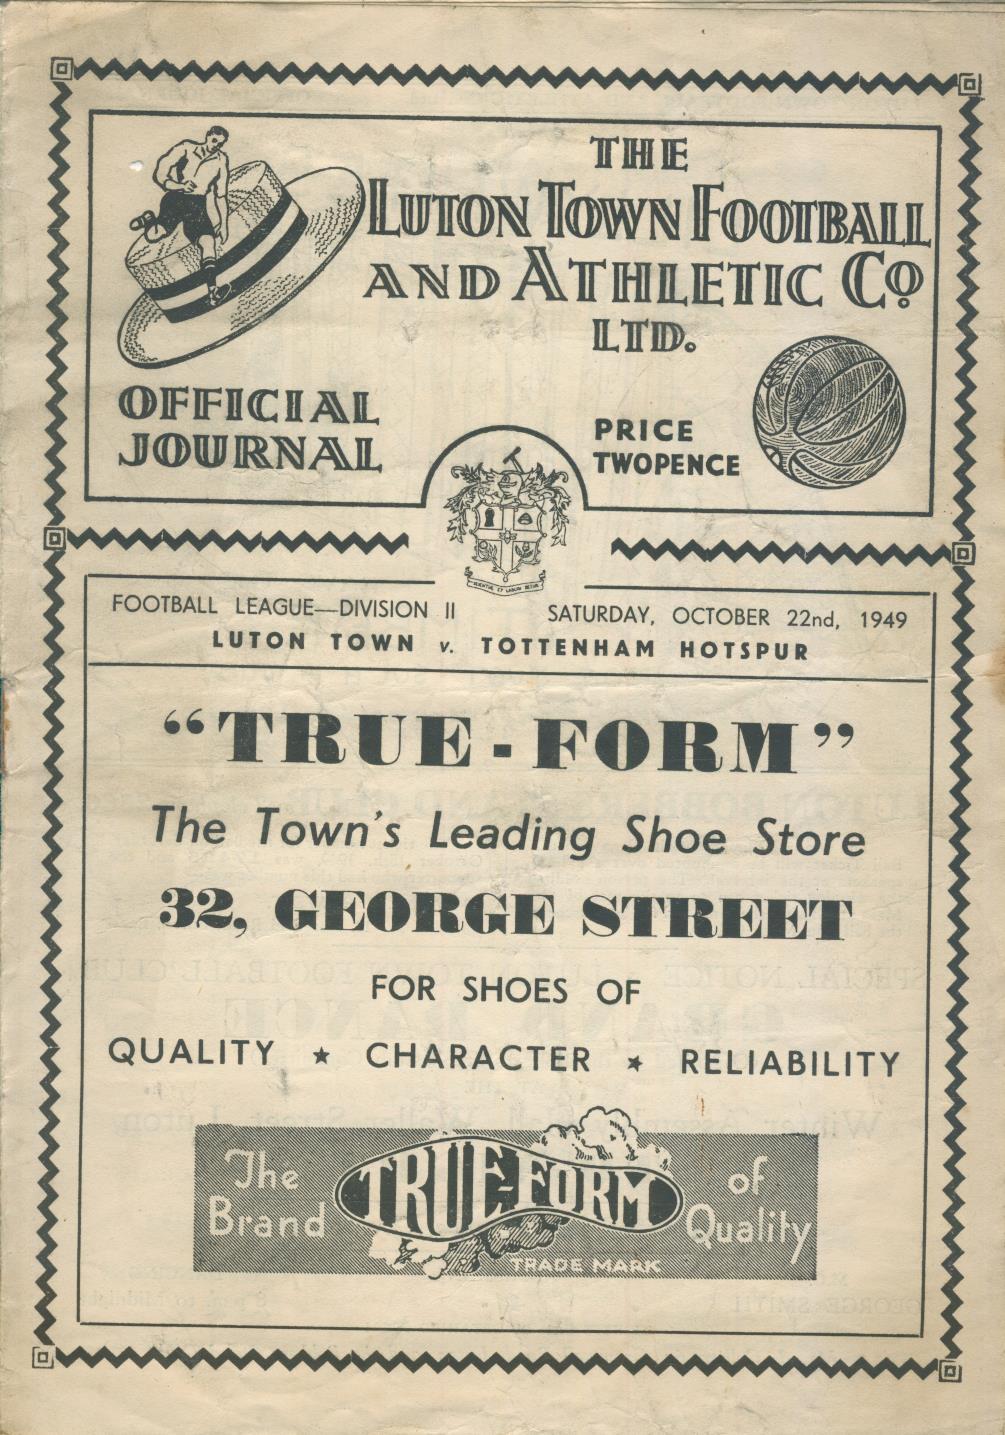 THE
LUTON TOWN FOOTBALL
AND ATHLETIC CO
LTD.
OFFICIAL
JOURNAL
PRICE
TWOPENCE
FOOTBALL LEAGUE—DIVISION II SATURDAY, OCTOBER 22nd, 1949
LUTON TOWN v. TOTTENHAM HOTSPUR
“TRUE-FORM”
The Town's Leading Shoe Store
32, GEORGE STREET
FOR SHOES OF
QUALITY ★ CHARACTER ★ RELIABILITY
The Brand TRUE-FORM of Quality
TRADE MARK